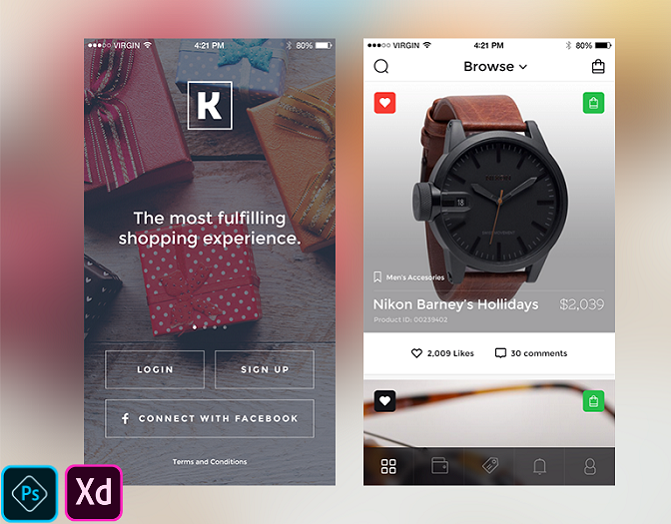 VIRGIN
4:21 PM
80%
K
The most fulfilling
shopping experience.
LOGIN
SIGN UP
f CONNECT WITH FACEBOOK
Terms and Conditions
VIRGIN
4:21 PM
80%
Browse
18
Men's Accesories
Nikon Barney's Hollidays
$2,039
Product ID: 00239402
2,009 Likes
30 comments
Ps
Xd